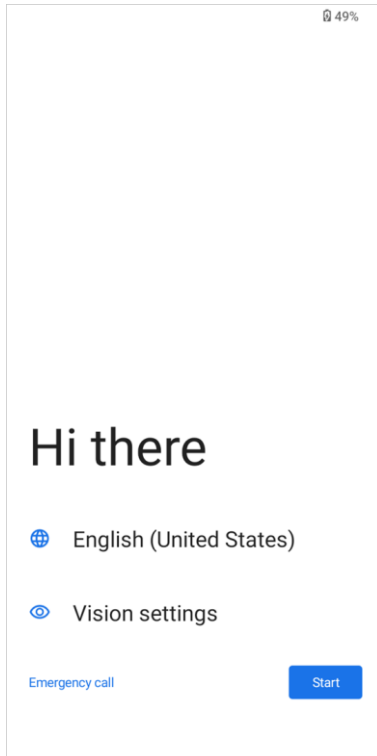 49%
Hi there
English (United States)
Vision settings
Emergency call
Start